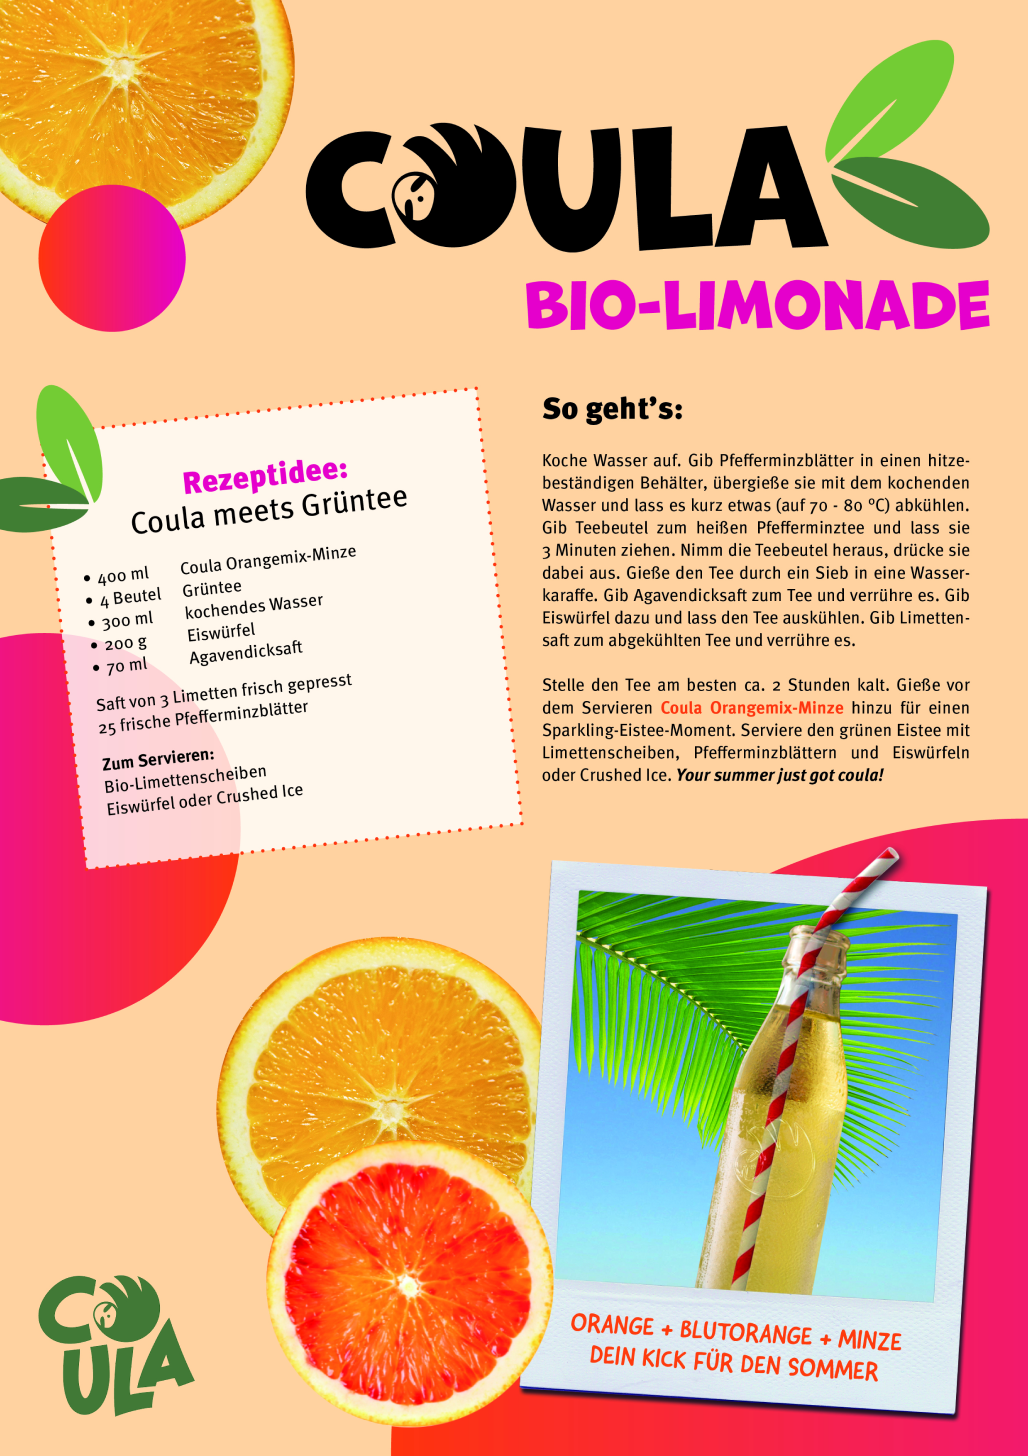 COULA
BIO-LIMONADE
Rezeptidee:
Coula meets Grüntee
• 400 ml Coula Orangemix-Minze
• 4 Beutel Grüntee
• 300 ml kochendes Wasser
• 200 g Eiswürfel
• 70 ml Agavendicksaft
Saft von 3 Limetten frisch gepresst
25 frische Pfefferminzblätter
Zum Servieren:
Bio-Limettenscheiben
Eiswürfel oder Crushed Ice
So geht's:
Koche Wasser auf. Gib Pfefferminzblätter in einen hitze-
beständigen Behälter, übergieße sie mit dem kochenden
Wasser und lass es kurz etwas (auf 70 - 80 °C) abkühlen.
Gib Teebeutel zum heißen Pfefferminztee und lass sie
3 Minuten ziehen. Nimm die Teebeutel heraus, drücke sie
dabei aus. Gieße den Tee durch ein Sieb in eine Wasser-
karaffe. Gib Agavendicksaft zum Tee und verrühre es. Gib
Eiswürfel dazu und lass den Tee auskühlen. Gib Limetten-
saft zum abgekühlten Tee und verrühre es.
Stelle den Tee am besten ca. 2 Stunden kalt. Gieße vor
dem Servieren Coula Orangemix-Minze hinzu für einen
Sparkling-Eistee-Moment. Serviere den grünen Eistee mit
Limettenscheiben, Pfefferminzblättern und Eiswürfeln
oder Crushed Ice. Your summer just got coula!
ORANGE + BLUTORANGE + MINZE
DEIN KICK FÜR DEN SOMMER
CO
ULA